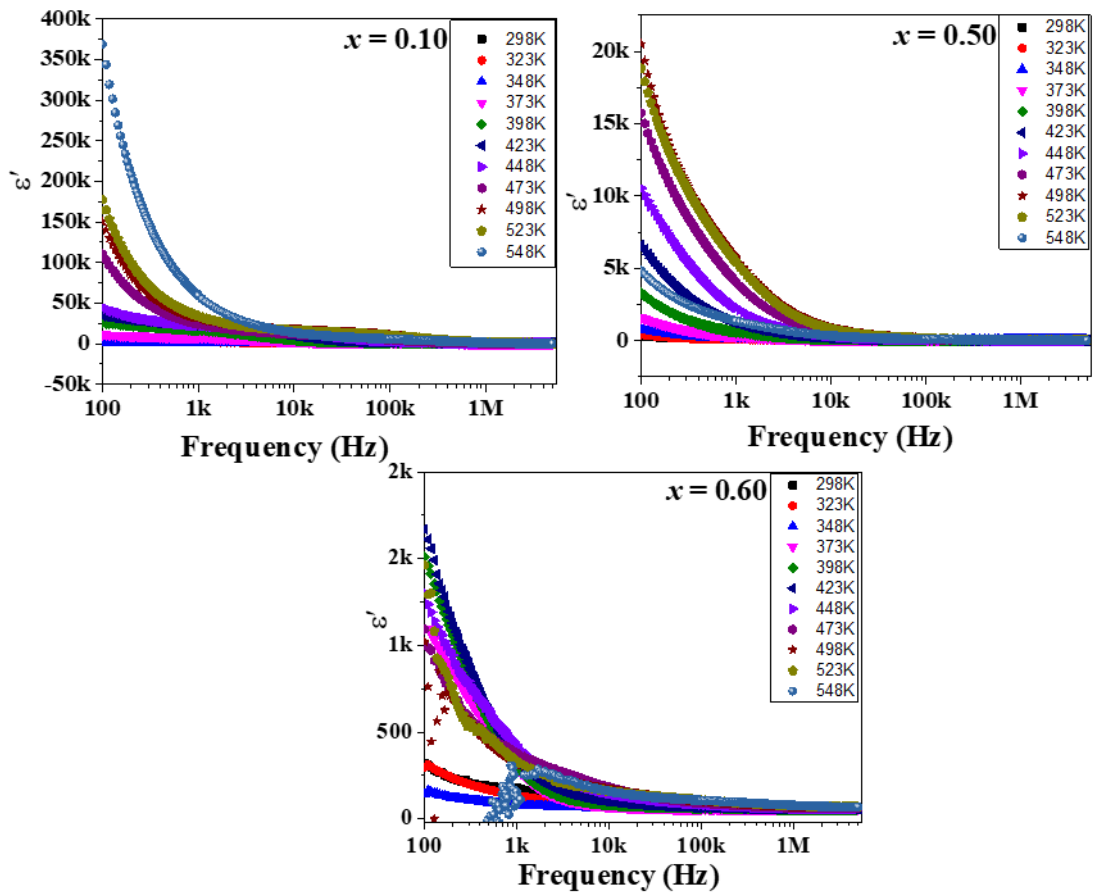 x = 0.10
400k
350k
300k
250k
200k
150k
100k
50k
0
-50k
ε′
298K
323K
348K
373K
398K
423K
448K
473K
498K
523K
548K
100
1k
10k
100k
1M
Frequency (Hz)
x = 0.50
20k
15k
10k
5k
0
ε′
298K
323K
348K
373K
398K
423K
448K
473K
498K
523K
548K
100
1k
10k
100k
1M
Frequency (Hz)
x = 0.60
2k
2k
1k
500
0
ε′
298K
323K
348K
373K
398K
423K
448K
473K
498K
523K
548K
100
1k
10k
100k
1M
Frequency (Hz)